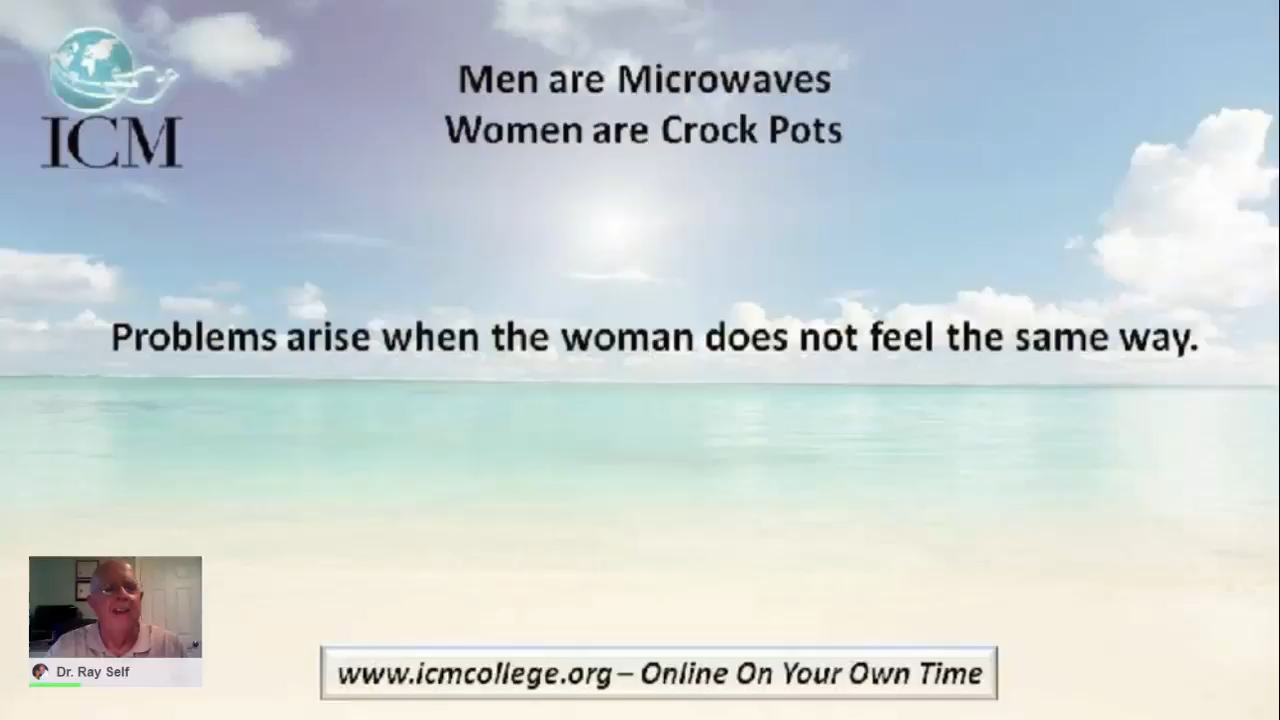 ICM
Men are Microwaves
Women are Crock Pots
Problems arise when the woman does not feel the same way.
Dr. Ray Self
www.icmcollege.org – Online On Your Own Time